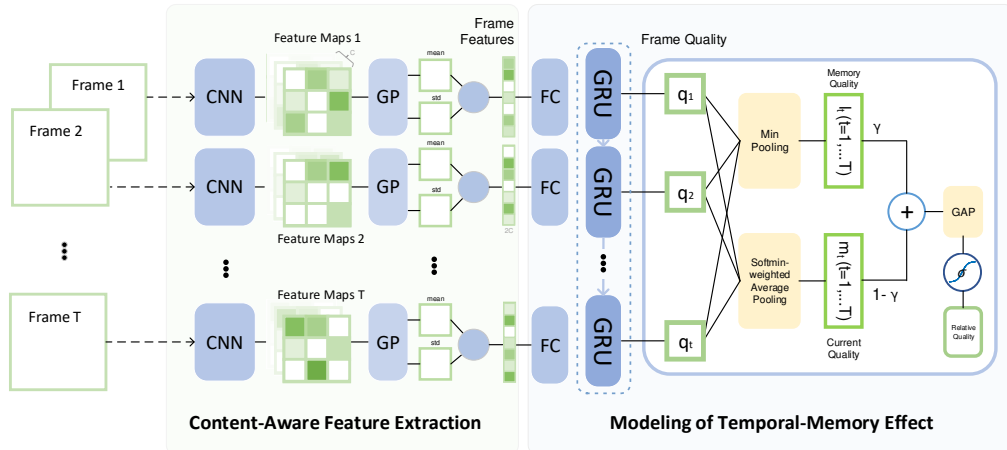 Frame 1
Frame 2
Frame T
CNN
CNN
CNN
Feature Maps 1
C
Feature Maps 2
Feature Maps T
GP
GP
GP
mean
std
mean
std
mean
std
Frame
Features
2C
FC
FC
FC
GRU
GRU
GRU
Frame Quality
q1
q2
qt
Min
Pooling
Softmin-
weighted
Average
Pooling
Memory
Quality
lt (t=1,... T)
mt (t=1,... T)
Current
Quality
γ
1- γ
+
GAP
σ
Relative
Quality
Content-Aware Feature Extraction
Modeling of Temporal-Memory Effect